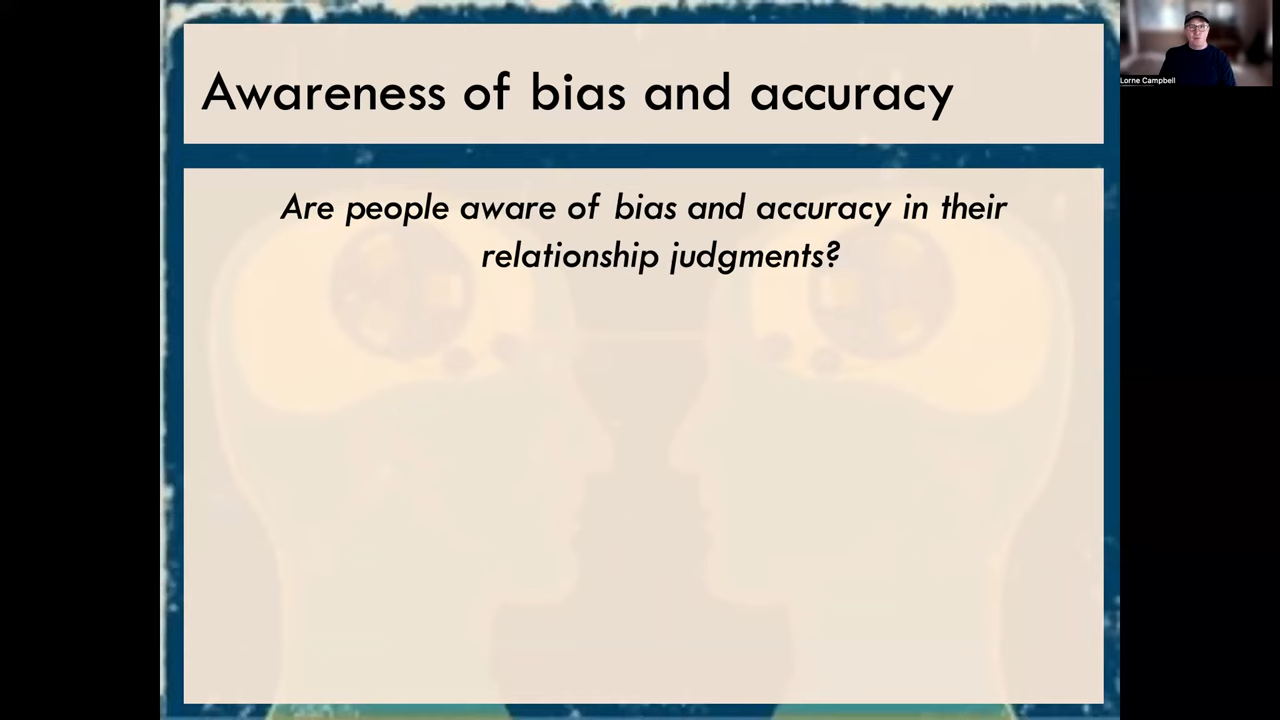 Awareness of bias and accuracy
Lorne Campbell
Are people aware of bias and accuracy in their
relationship judgments?